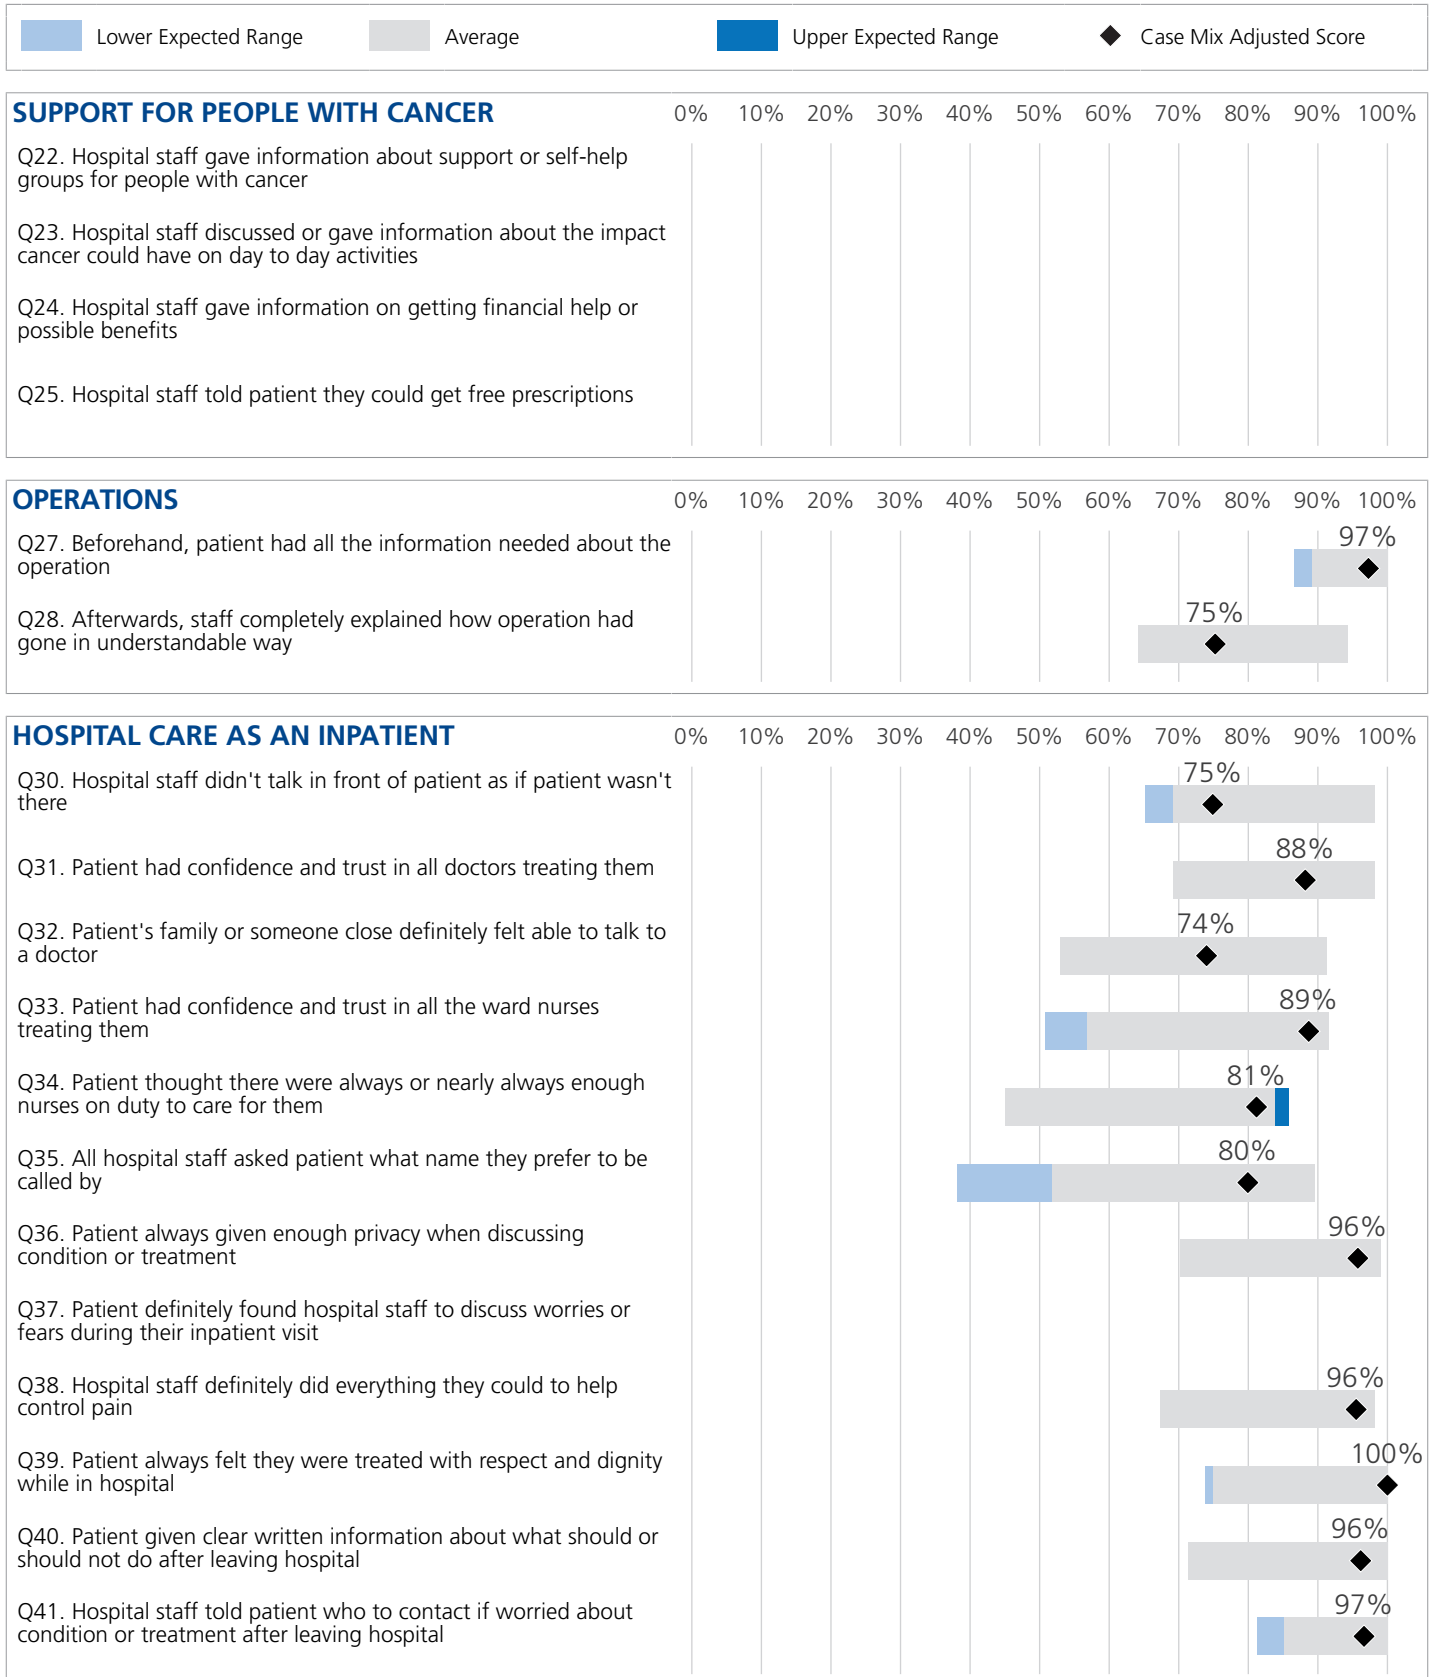 Lower Expected Range Average Upper Expected Range Case Mix Adjusted Score
SUPPORT FOR PEOPLE WITH CANCER 0% 10% 20% 30% 40% 50% 60% 70% 80% 90% 100%
Q22. Hospital staff gave information about support or self-help
groups for people with cancer
Q23. Hospital staff discussed or gave information about the impact
cancer could have on day to day activities
Q24. Hospital staff gave information on getting financial help or
possible benefits
Q25. Hospital staff told patient they could get free prescriptions
OPERATIONS 0% 10% 20% 30% 40% 50% 60% 70% 80% 90% 100%
Q27. Beforehand, patient had all the information needed about the
operation
97%
Q28. Afterwards, staff completely explained how operation had
gone in understandable way
75%
HOSPITAL CARE AS AN INPATIENT 0% 10% 20% 30% 40% 50% 60% 70% 80% 90% 100%
Q30. Hospital staff didn't talk in front of patient as if patient wasn't
there
75%
Q31. Patient had confidence and trust in all doctors treating them
88%
Q32. Patient's family or someone close definitely felt able to talk to
a doctor
74%
Q33. Patient had confidence and trust in all the ward nurses
treating them
89%
Q34. Patient thought there were always or nearly always enough
nurses on duty to care for them
81%
Q35. All hospital staff asked patient what name they prefer to be
called by
80%
Q36. Patient always given enough privacy when discussing
condition or treatment
96%
Q37. Patient definitely found hospital staff to discuss worries or
fears during their inpatient visit
Q38. Hospital staff definitely did everything they could to help
control pain
96%
Q39. Patient always felt they were treated with respect and dignity
while in hospital
100%
Q40. Patient given clear written information about what should or
should not do after leaving hospital
96%
Q41. Hospital staff told patient who to contact if worried about
condition or treatment after leaving hospital
97%